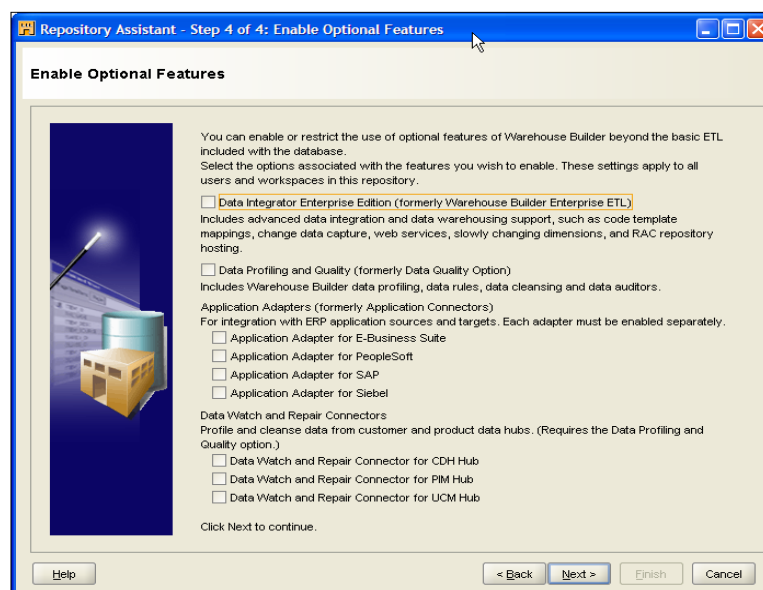 Repository Assistant - Step 4 of 4: Enable Optional Features
Enable Optional Features
You can enable or restrict the use of optional features of Warehouse Builder beyond the basic ETL
included with the database.
Select the options associated with the features you wish to enable. These settings apply to all
users and workspaces in this repository.
Data Integrator Enterprise Edition (formerly Warehouse Builder Enterprise ETL)
Includes advanced data integration and data warehousing support, such as code template
mappings, change data capture, web services, slowly changing dimensions, and RAC repository
hosting.
Data Profiling and Quality (formerly Data Quality Option)
Includes Warehouse Builder data profiling, data rules, data cleansing and data auditors.
Application Adapters (formerly Application Connectors)
For integration with ERP application sources and targets. Each adapter must be enabled separately.
Application Adapter for E-Business Suite
Application Adapter for PeopleSoft
Application Adapter for SAP
Application Adapter for Siebel
Data Watch and Repair Connectors
Profile and cleanse data from customer and product data hubs. (Requires the Data Profiling and
Quality option.)
Data Watch and Repair Connector for CDH Hub
Data Watch and Repair Connector for PIM Hub
Data Watch and Repair Connector for UCM Hub
Click Next to continue.
Help
< Back
Next >
Finish
Cancel